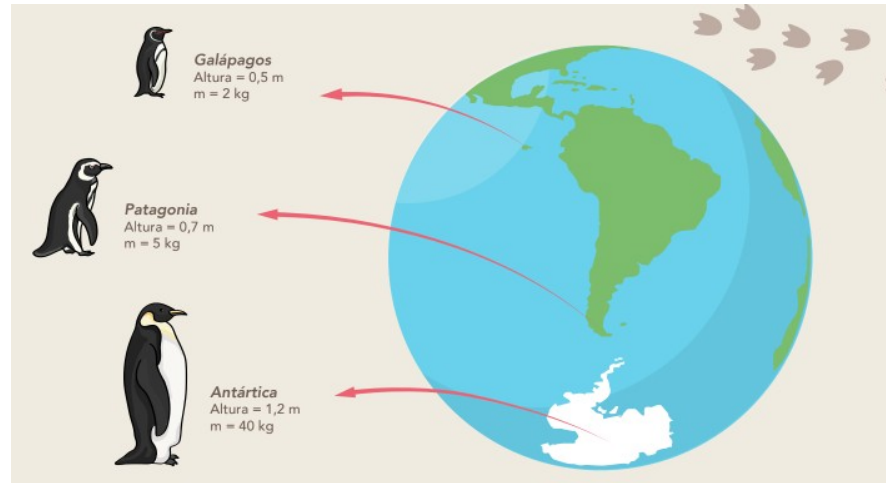 Galápagos
Altura = 0,5 m
m = 2 kg
Patagonia
Altura = 0,7 m
m = 5 kg
Antártica
Altura = 1,2 m
m = 40 kg